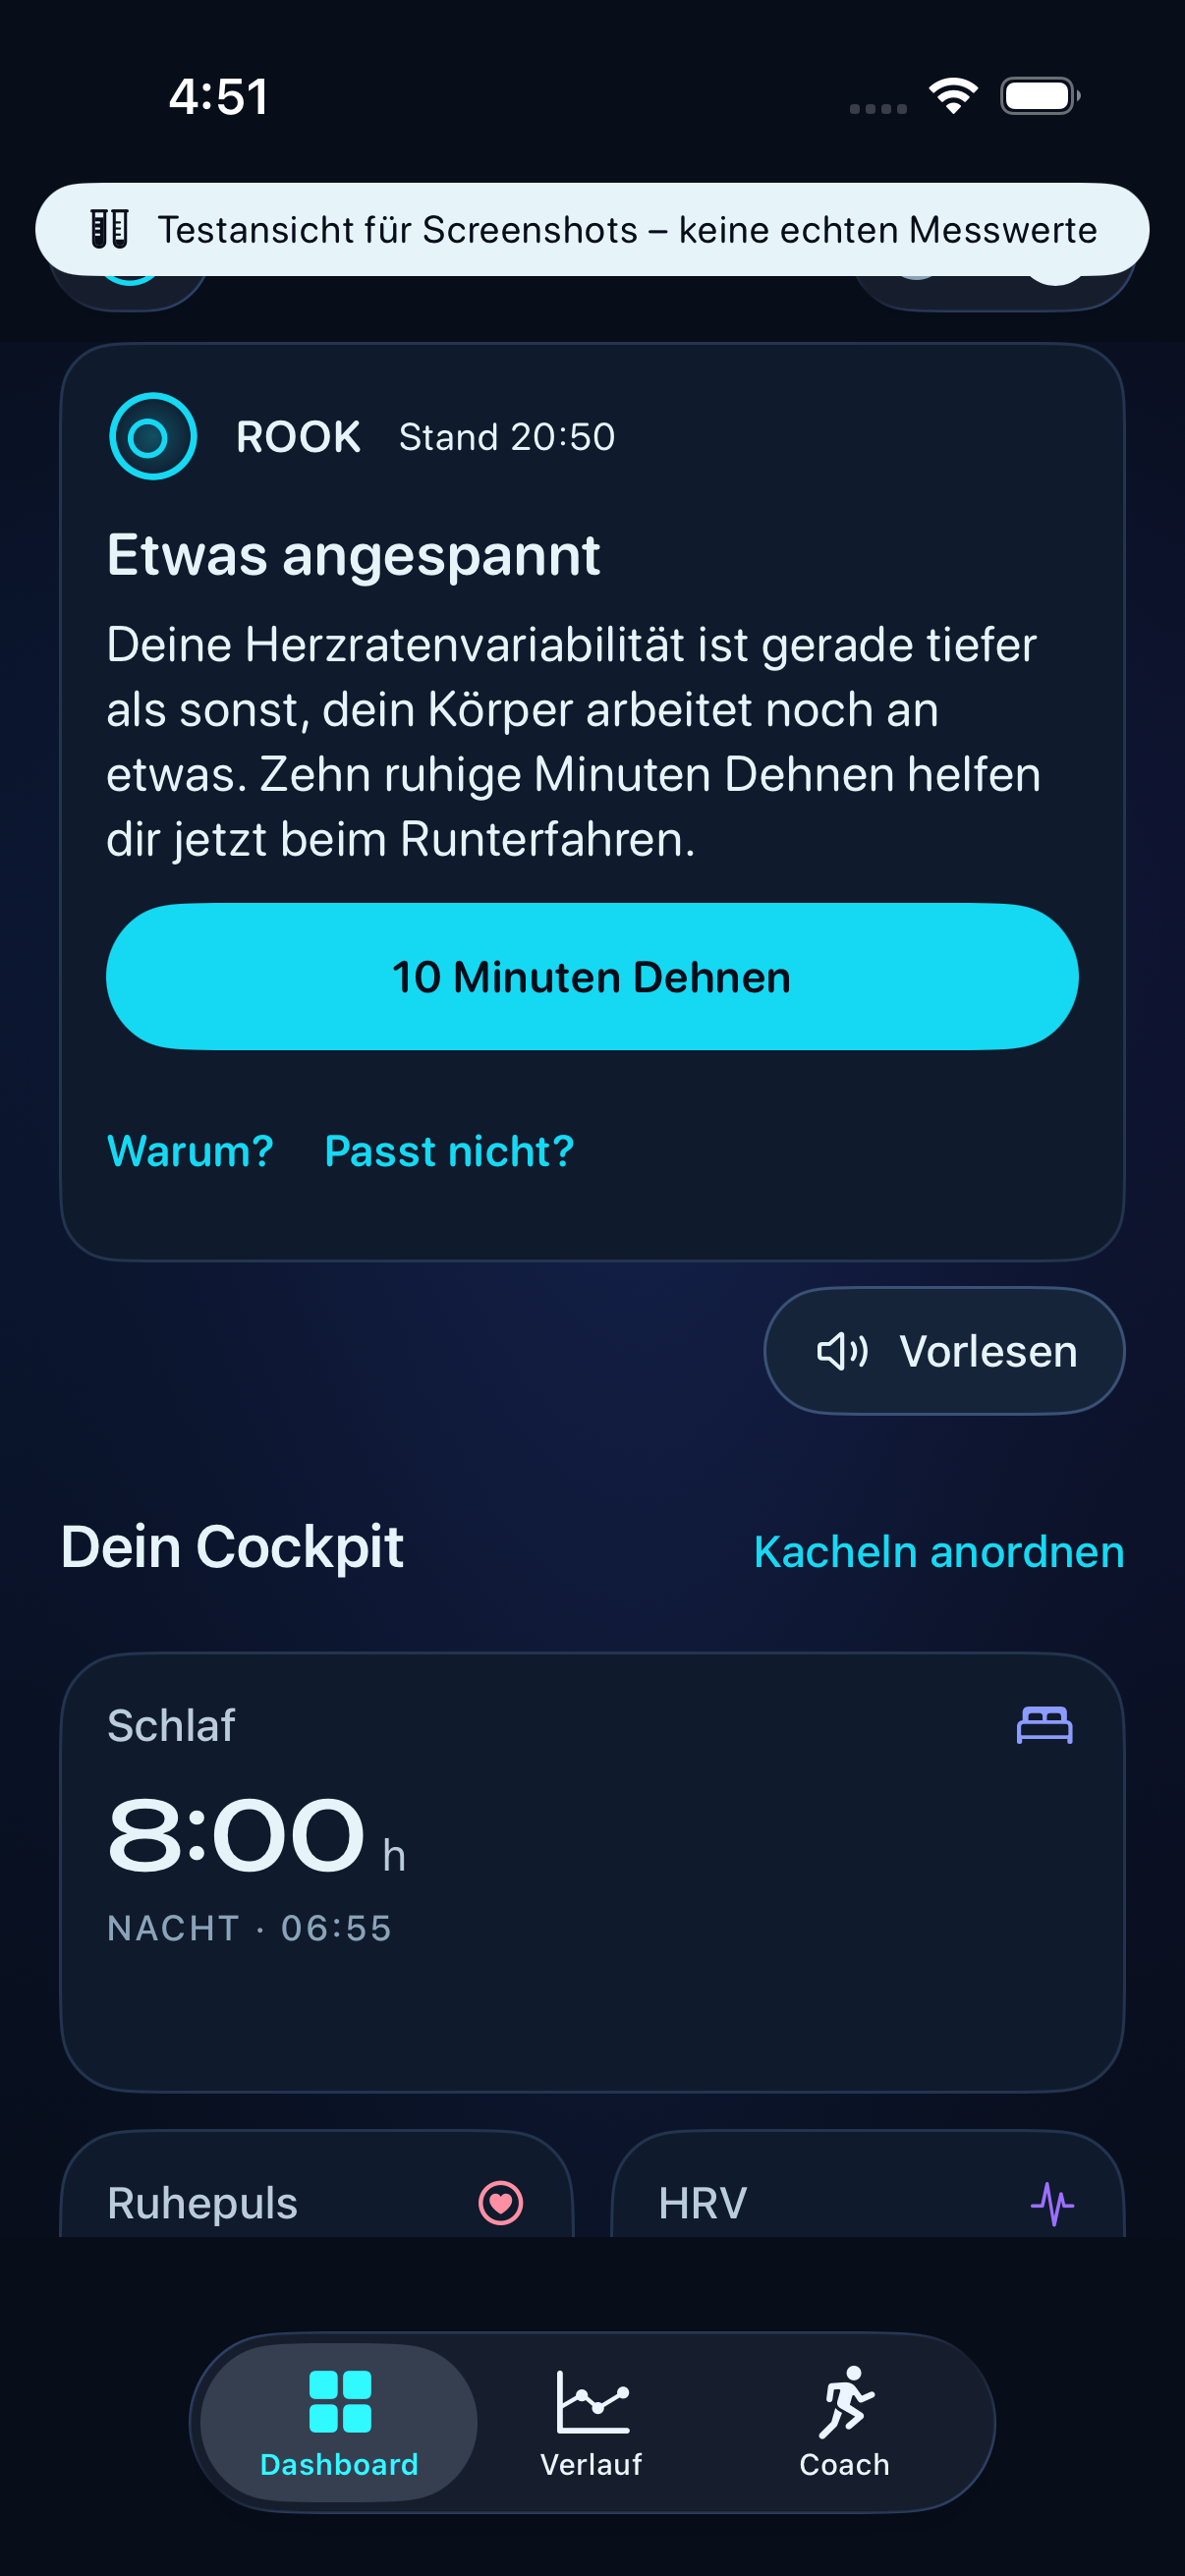 4:51
Testansicht für Screenshots – keine echten Messwerte
ROOK Stand 20:50
Etwas angespannt
Deine Herzratenvariabilität ist gerade tiefer
als sonst, dein Körper arbeitet noch an
etwas. Zehn ruhige Minuten Dehnen helfen
dir jetzt beim Runterfahren.
10 Minuten Dehnen
Warum? Passt nicht?
Vorlesen
Dein Cockpit Kacheln anordnen
Schlaf
8:00 h
NACHT · 06:55
Ruhepuls HRV
Dashboard Verlauf Coach